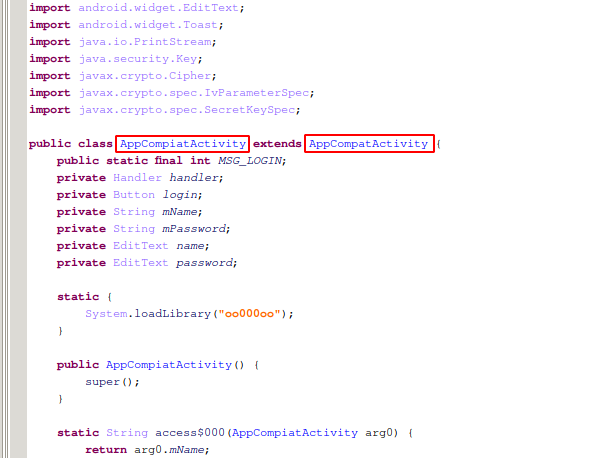 import android.widget.EditText;
import android.widget.Toast;
import java.io.PrintStream;
import java.security.Key;
import javax.crypto.Cipher;
import javax.crypto.spec.IvParameterSpec;
import javax.crypto.spec.SecretKeySpec;
public class AppCompiatActivity extends AppCompatActivity {
public static final int MSG_LOGIN;
private Handler handler;
private Button login;
private String mName;
private String mPassword;
private EditText name;
private EditText password;
static {
System.loadLibrary("oo000oo");
}
public AppCompiatActivity() {
super();
}
static String access$000(AppCompiatActivity arg0) {
return arg0.mName;